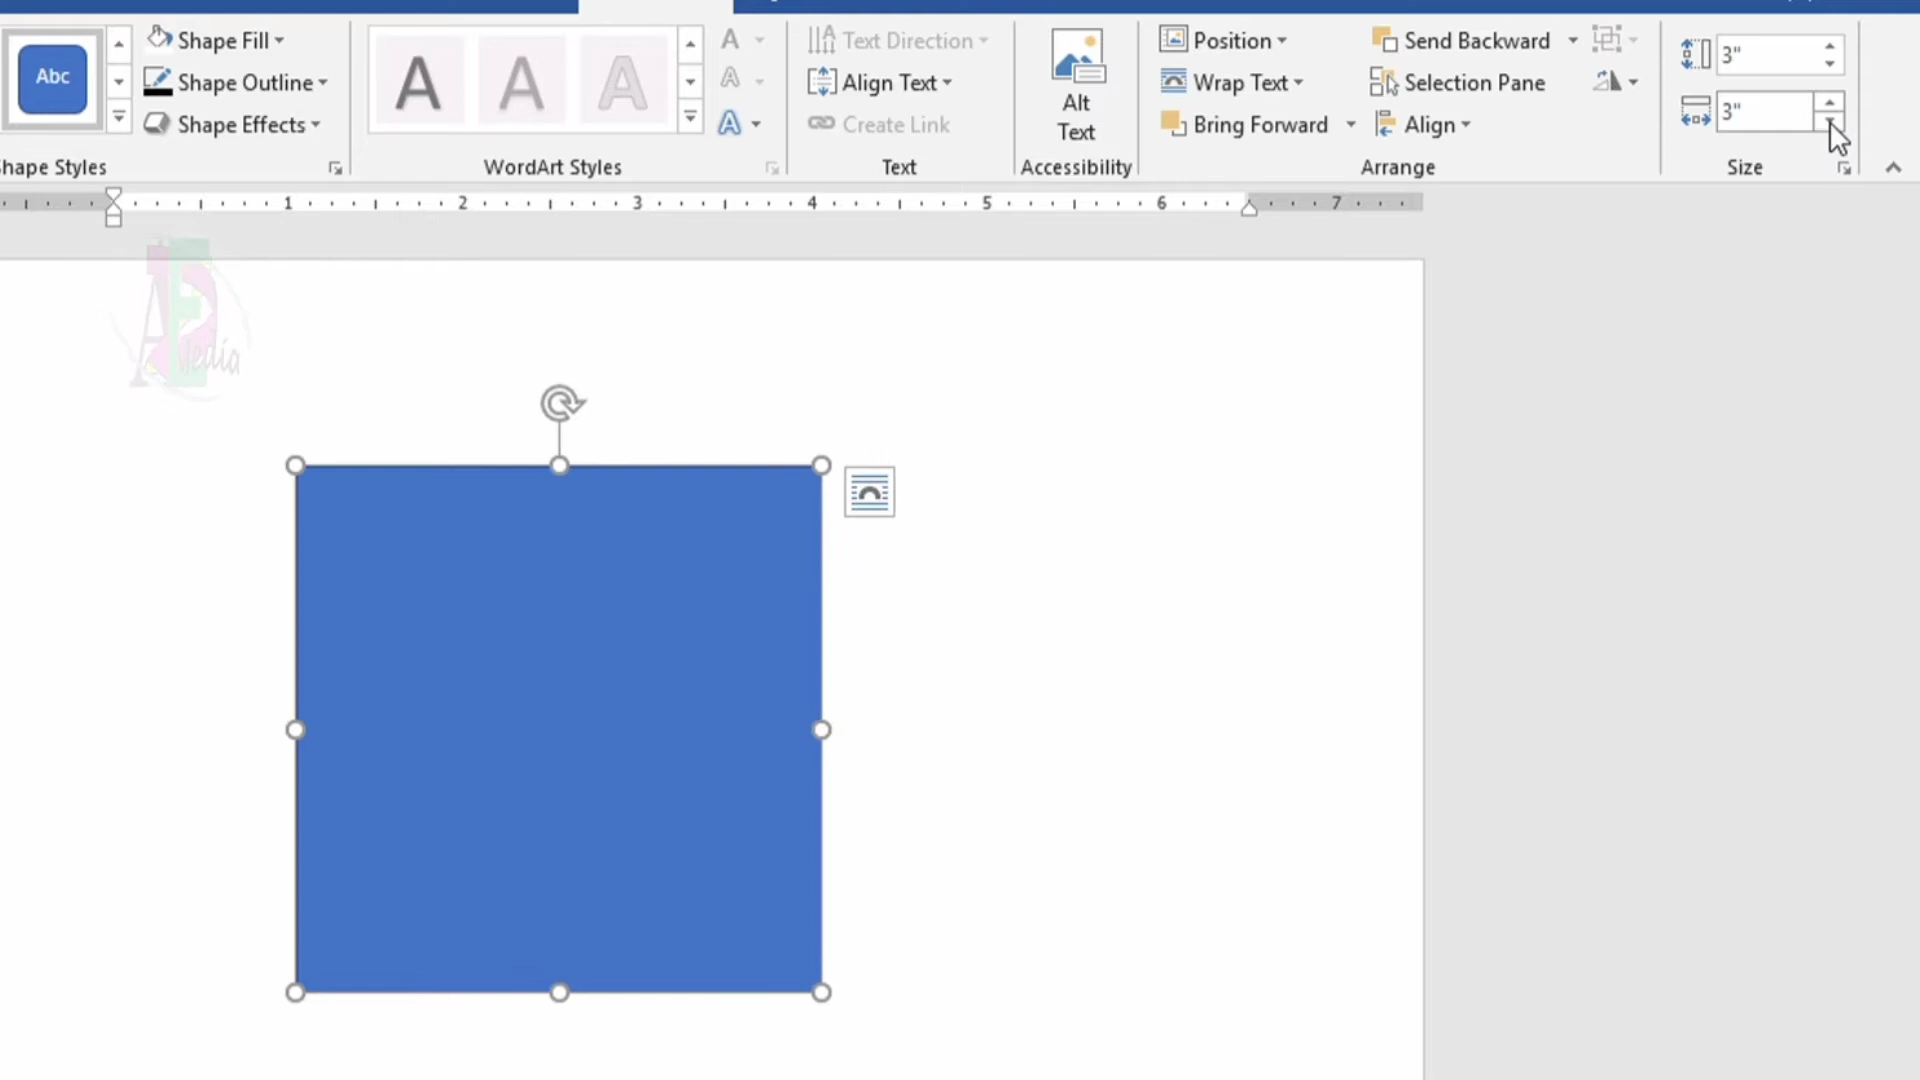 Abc
Shape Fill
Shape Outline
Shape Effects
Shape Styles
A A A
A
A
A
WordArt Styles
Text Direction
Align Text
Create Link
Text
Alt
Text
Accessibility
Position
Wrap Text
Bring Forward
Send Backward
Selection Pane
Align
Arrange
3"
3"
Size
1 2 3 4 5 6 7
A
Media